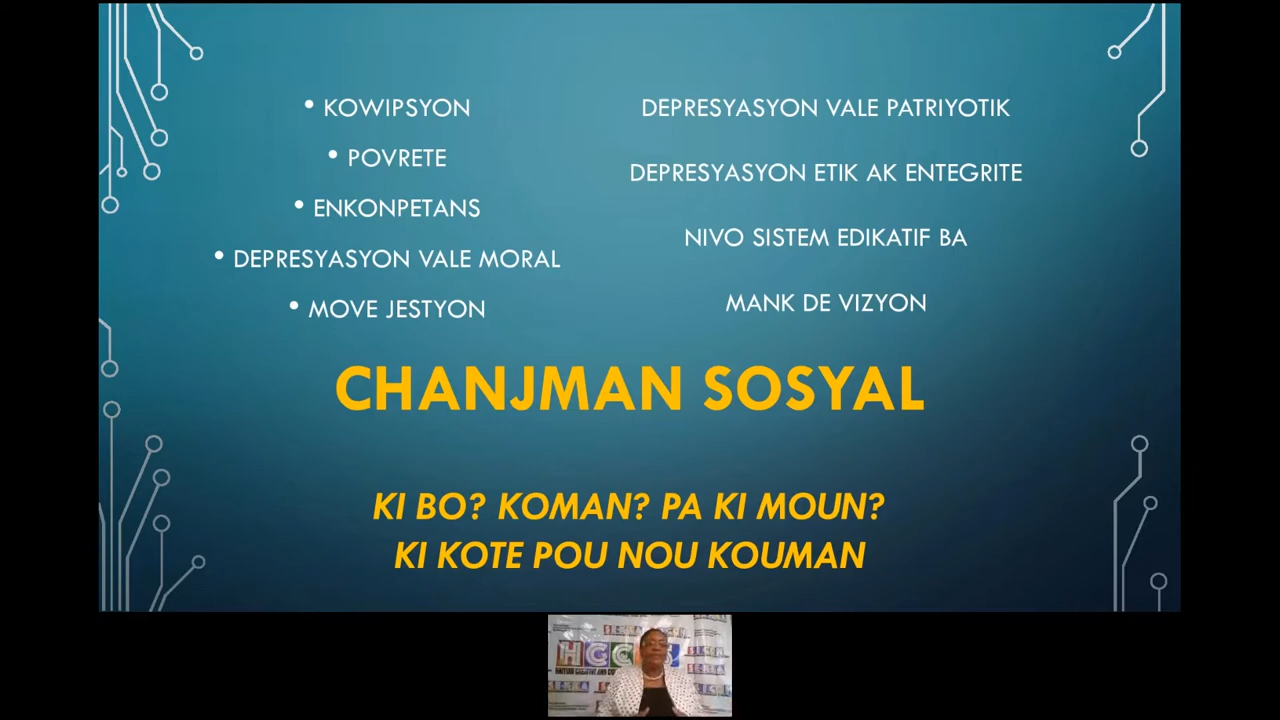 • KOWIPSYON
• POVRETE
• ENKONPETANS
• DEPRESYASYON VALE MORAL
• MOVE JESTYON
DEPRESYASYON VALE PATRIYOTIK
DEPRESYASYON ETIK AK ENTEGRITE
NIVO SISTEM EDIKATIF BA
MANK DE VIZYON
CHANJMAN SOSYAL
KI BO? KOMAN? PA KI MOUN?
KI KOTE POU NOU KOUMAN